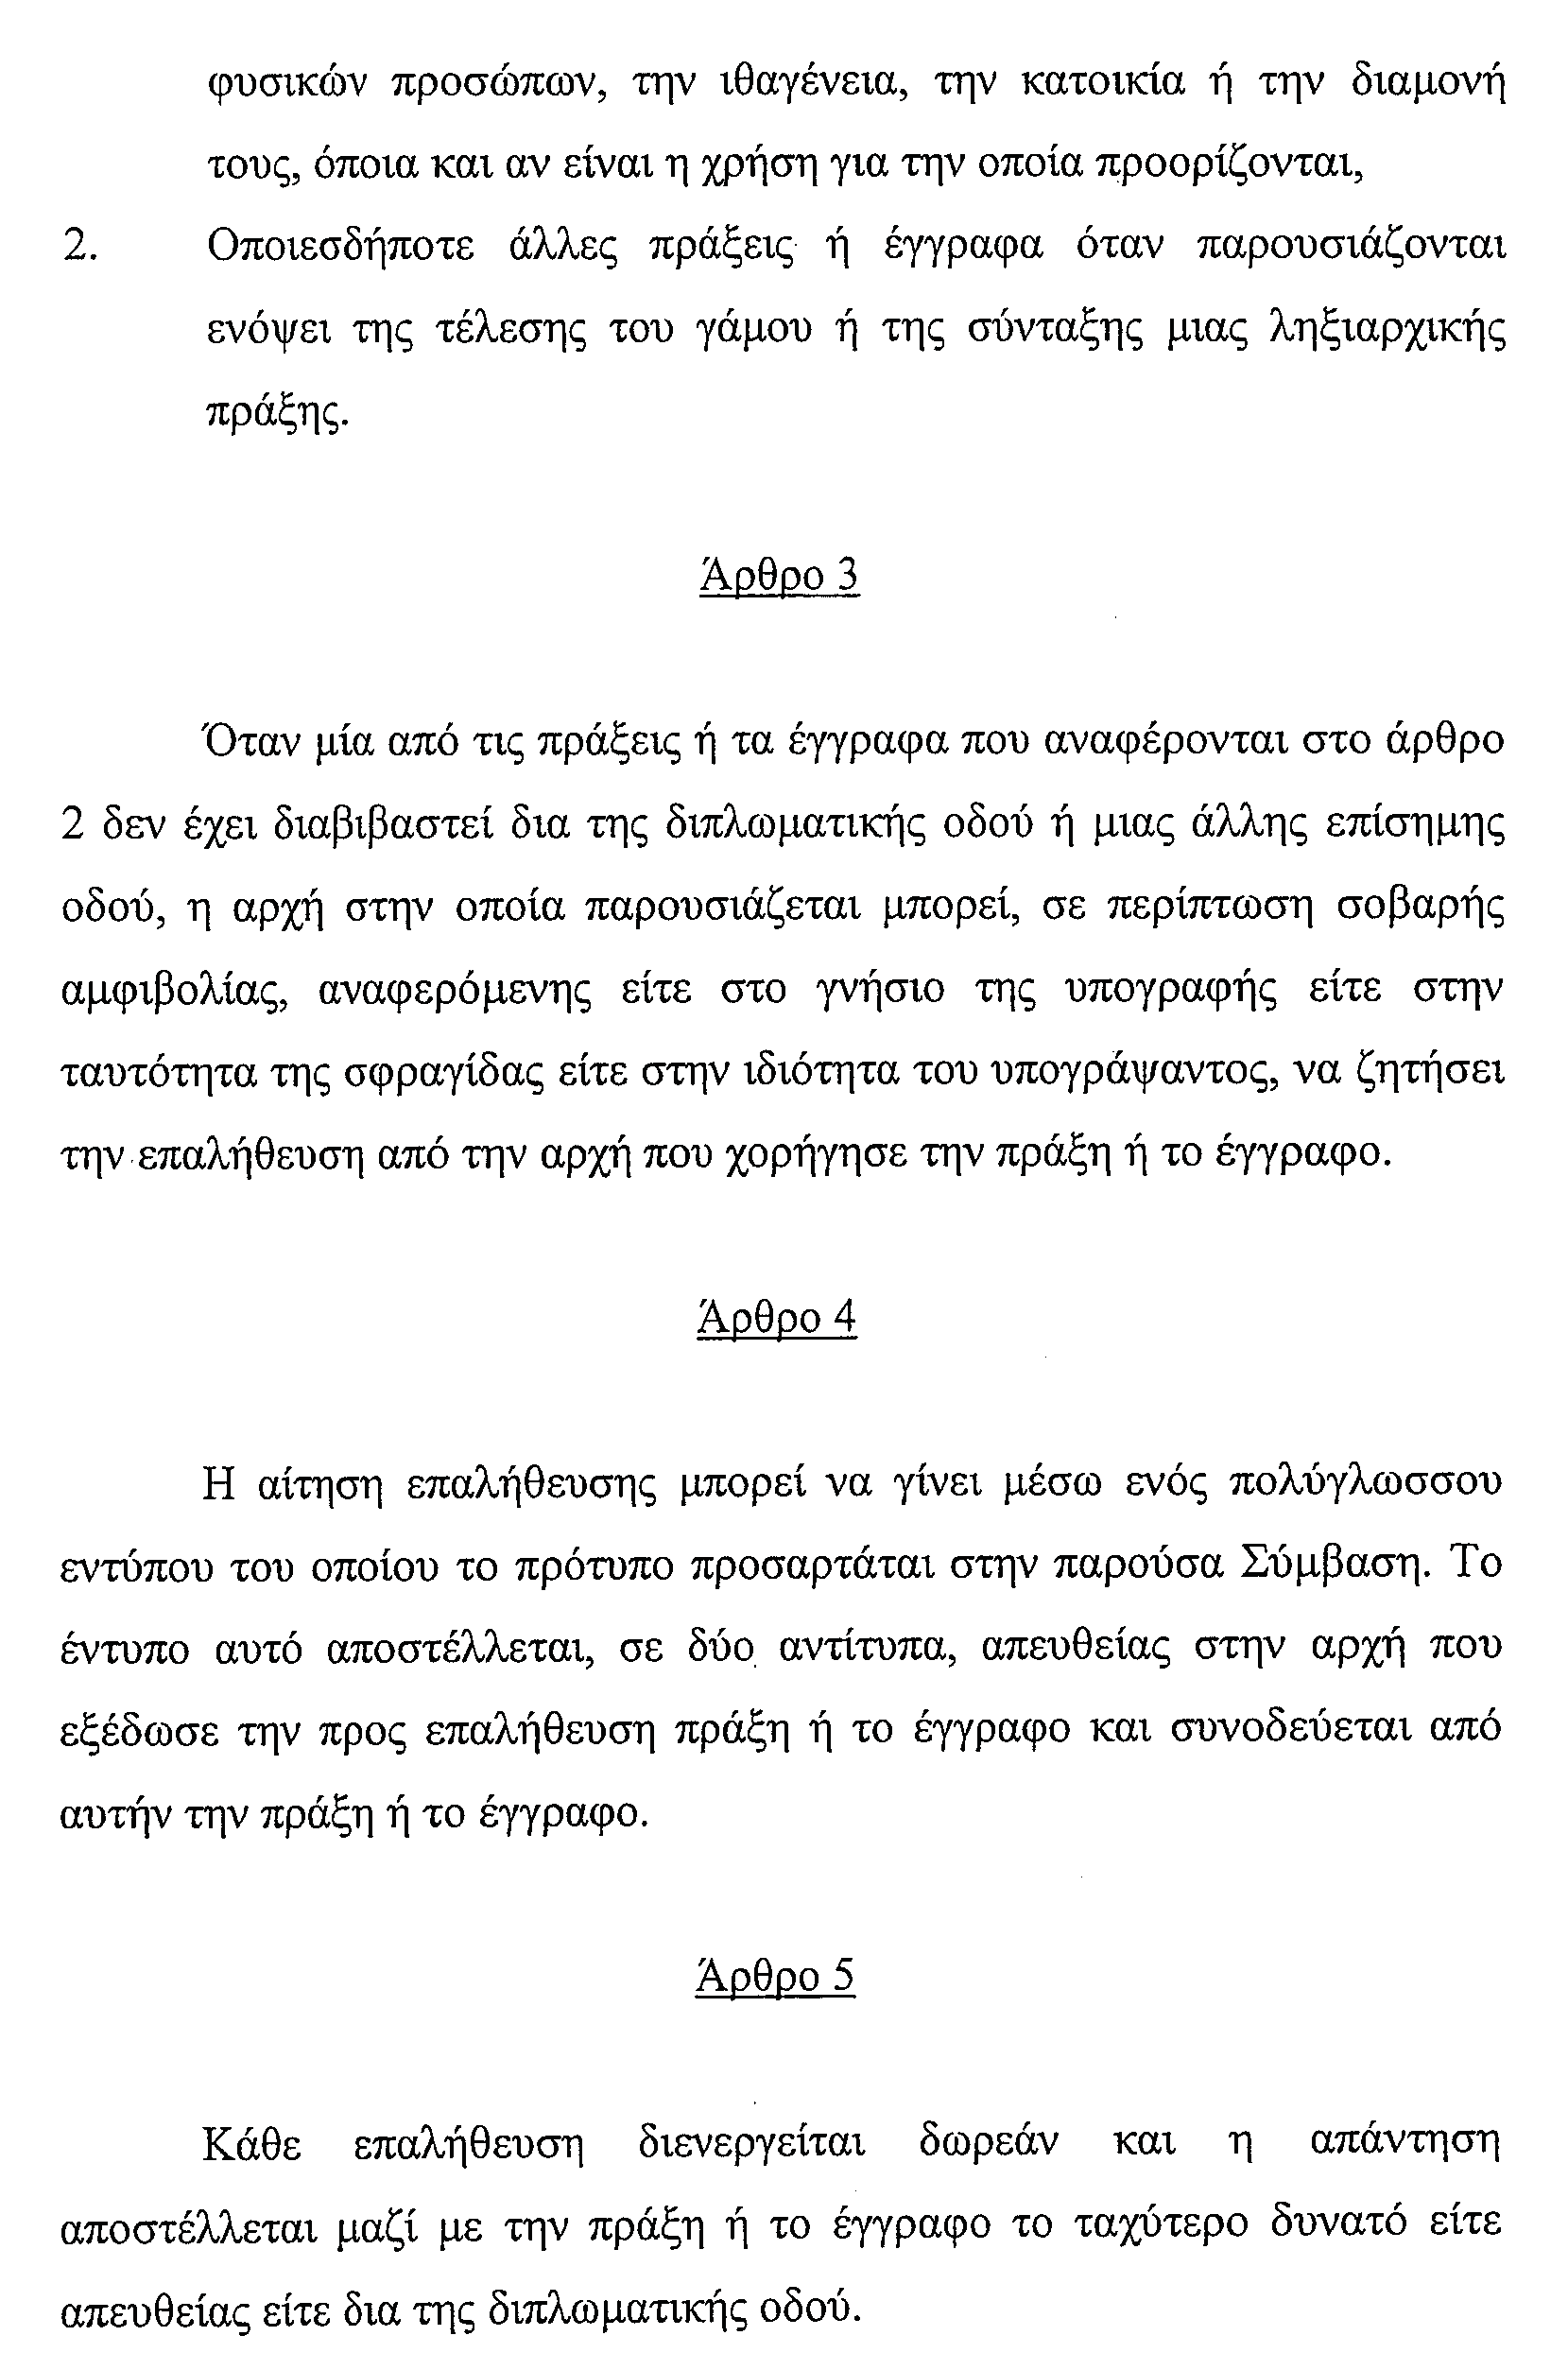 φυσικών προσώπων, την ιθαγένεια, την κατοικία ή την διαμονή
τους, όποια και αν είναι η χρήση για την οποία προορίζονται,
2. Οποιεσδήποτε άλλες πράξεις ή έγγραφα όταν παρουσιάζονται
ενόψει της τέλεσης του γάμου ή της σύνταξης μιας ληξιαρχικής
πράξης.
Άρθρο 3
Όταν μία από τις πράξεις ή τα έγγραφα που αναφέρονται στο άρθρο
2 δεν έχει διαβιβαστεί δια της διπλωματικής οδού ή μιας άλλης επίσημης
οδού, η αρχή στην οποία παρουσιάζεται μπορεί, σε περίπτωση σοβαρής
αμφιβολίας, αναφερόμενης είτε στο γνήσιο της υπογραφής είτε στην
ταυτότητα της σφραγίδας είτε στην ιδιότητα του υπογράψαντος, να ζητήσει
την επαλήθευση από την αρχή που χορήγησε την πράξη ή το έγγραφο.
Άρθρο 4
Η αίτηση επαλήθευσης μπορεί να γίνει μέσω ενός πολύγλωσσου
εντύπου του οποίου το πρότυπο προσαρτάται στην παρούσα Σύμβαση. Το
έντυπο αυτό αποστέλλεται, σε δύο αντίτυπα, απευθείας στην αρχή που
εξέδωσε την προς επαλήθευση πράξη ή το έγγραφο και συνοδεύεται από
αυτήν την πράξη ή το έγγραφο.
Άρθρο 5
Κάθε επαλήθευση διενεργείται δωρεάν και η απάντηση
αποστέλλεται μαζί με την πράξη ή το έγγραφο το ταχύτερο δυνατό είτε
απευθείας είτε δια της διπλωματικής οδού.